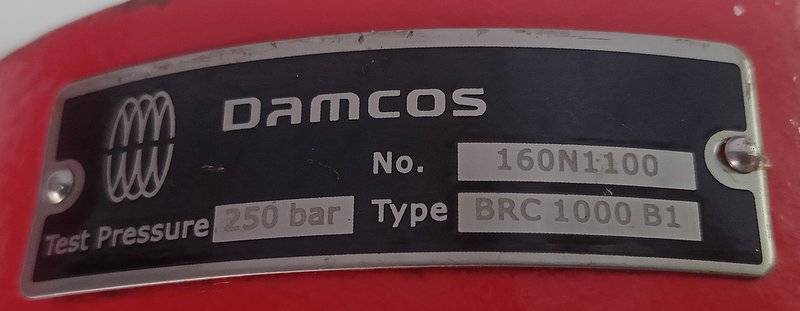 DAMCOS
No. 160N1100
Test Pressure 250 bar Type BRC 1000 B1